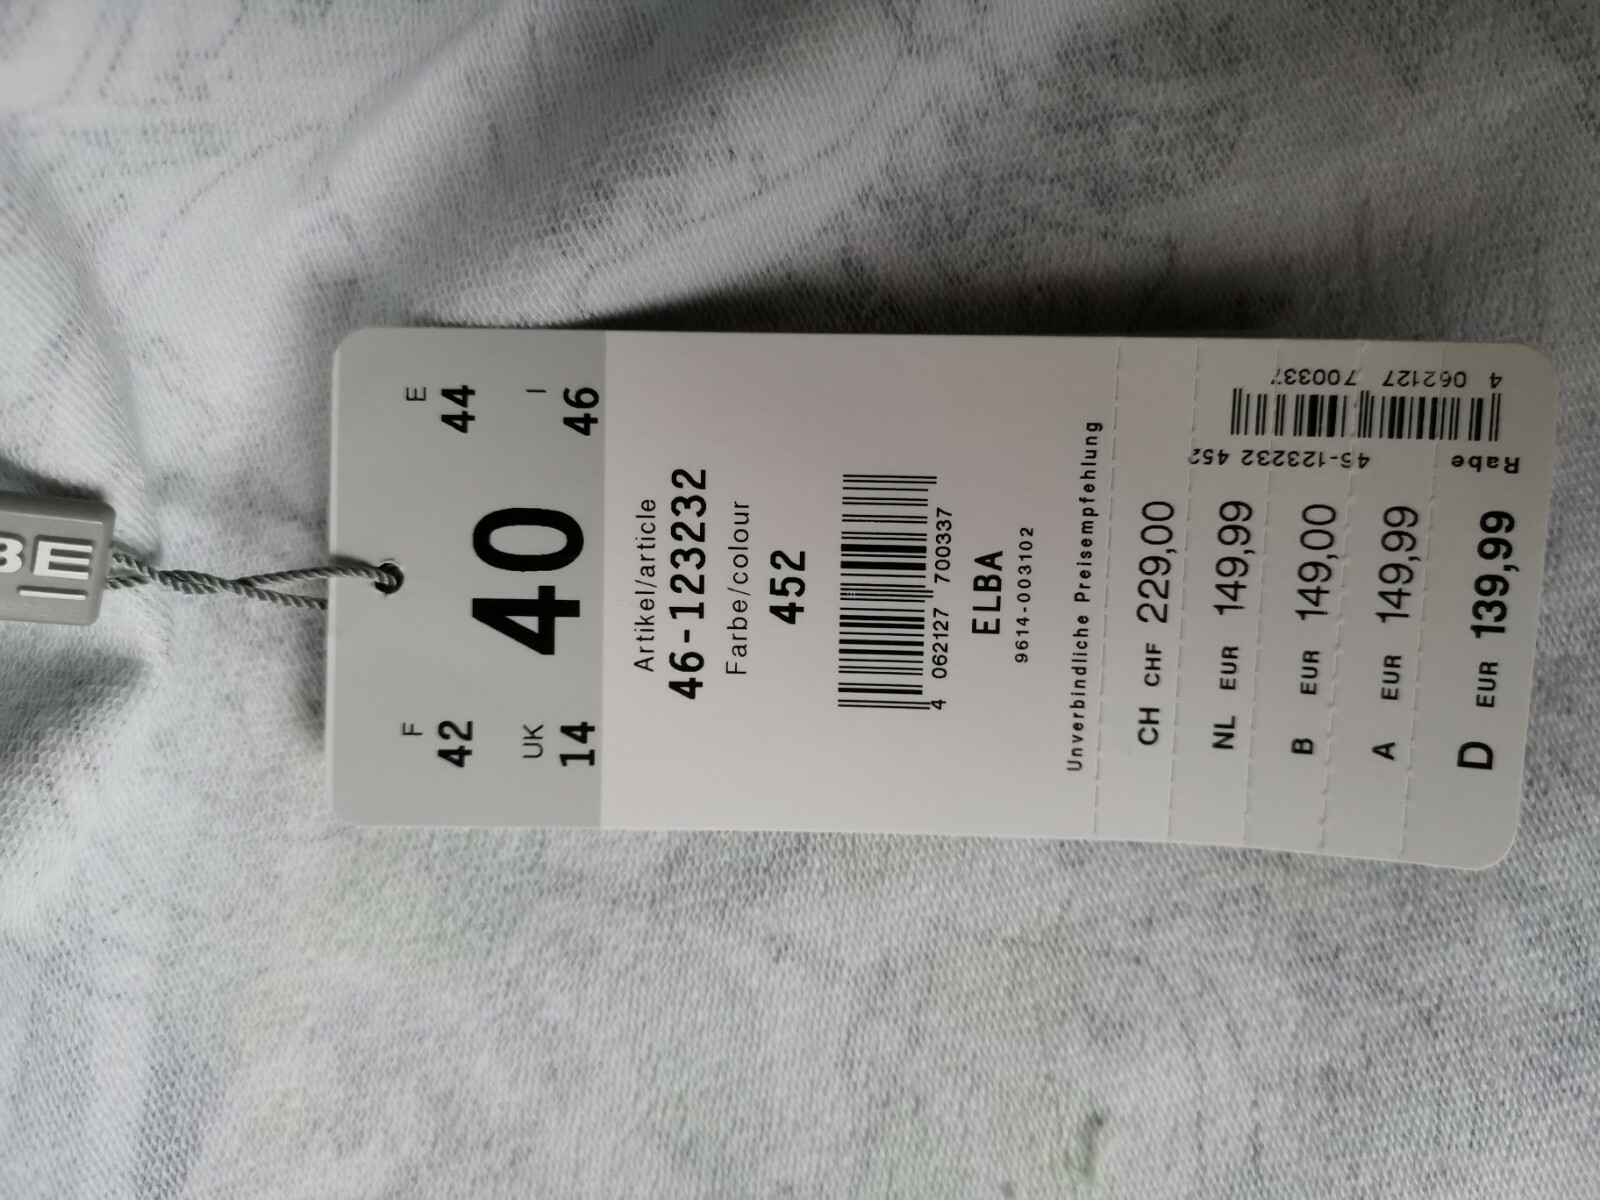 BE
F
42
E
44
40
UK
14
I
46
Artikel/article
46-123232
Farbe/colour
452
4 062127 700337
ELBA
9614-003102
Unverbindliche Preisempfehlung
CH CHF 229,00
NL EUR 149,99
B EUR 149,00
A EUR 149,99
D EUR 139,99
Rabe
46-123232 452
4 062127 700337